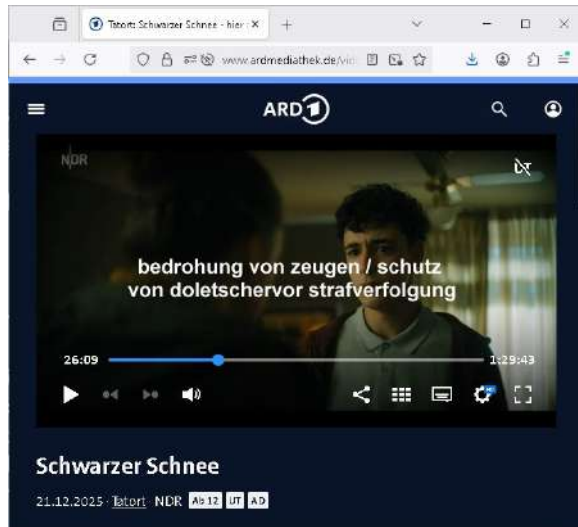 Tatort: Schwarzer Schnee - hier
www.ardmediathek.de/vid
ARD 1
NDR
bedrohung von zeugen / schutz
von doletschervor strafverfolgung
26:09
1:29:43
Schwarzer Schnee
21.12.2025 · Tatort · NDR Ab 12 UT AD